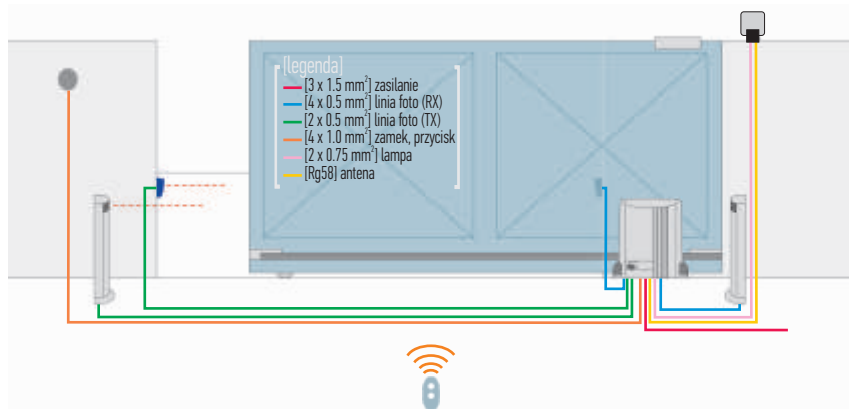 [legenda]
[3 x 1.5 mm²] zasilanie
[4 x 0.5 mm²] linia foto (RX)
[2 x 0.5 mm²] linia foto (TX)
[4 x 1.0 mm²] zamek, przycisk
[2 x 0.75 mm²] lampa
[Rg58] antena